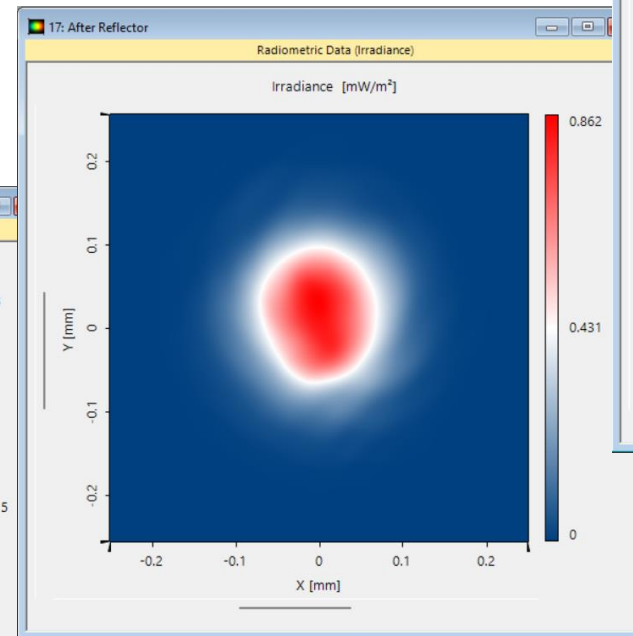 17: After Reflector
Radiometric Data (Irradiance)
Irradiance [mW/m²]
0.862
0.431
0
Y [mm]
0.2
0.1
0
-0.1
-0.2
-0.2
-0.1
0
0.1
0.2
X [mm]
5